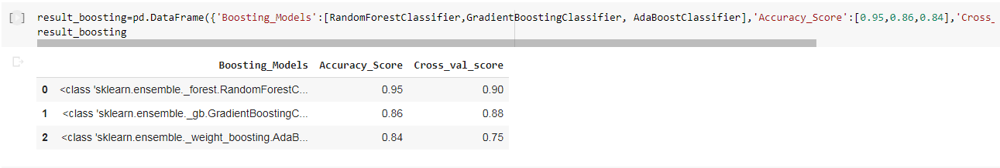 [ ] result_boosting=pd.DataFrame({'Boosting_Models':[RandomForestClassifier,GradientBoostingClassifier, AdaBoostClassifier],'Accuracy_Score':[0.95,0.86,0.84],'Cross_
result_boosting
Boosting_Models Accuracy_Score Cross_val_score
0 <class 'sklearn.ensemble._forest.RandomForestC... 0.95 0.90
1 <class 'sklearn.ensemble._gb.GradientBoostingC... 0.86 0.88
2 <class 'sklearn.ensemble._weight_boosting.AdaB... 0.84 0.75